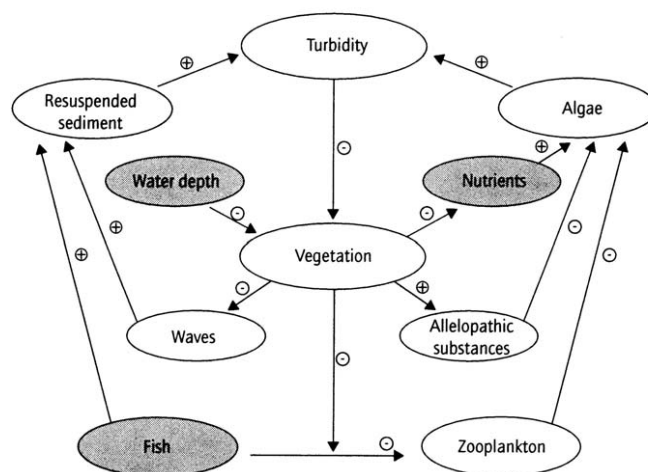 Turbidity
⊕
⊕
Resuspended
sediment
Algae
⊖
⊕
Water depth
Nutrients
⊖
⊖
⊕
Vegetation
⊖
⊖
⊕
⊖
⊕
Waves
Allelopathic
substances
⊖
Fish
⊖
Zooplankton